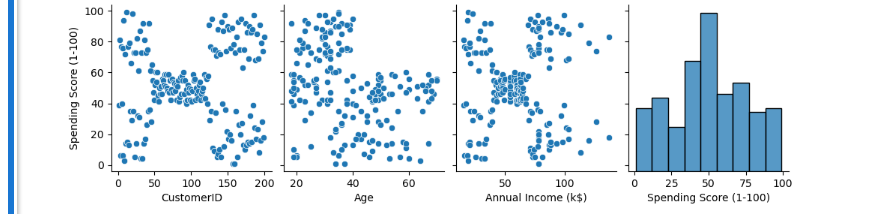 Spending Score (1-100)
100
80
60
40
20
0
0 50 100 150 200
CustomerID
20 40 60
Age
50 100
Annual Income (k$)
0 25 50 75 100
Spending Score (1-100)